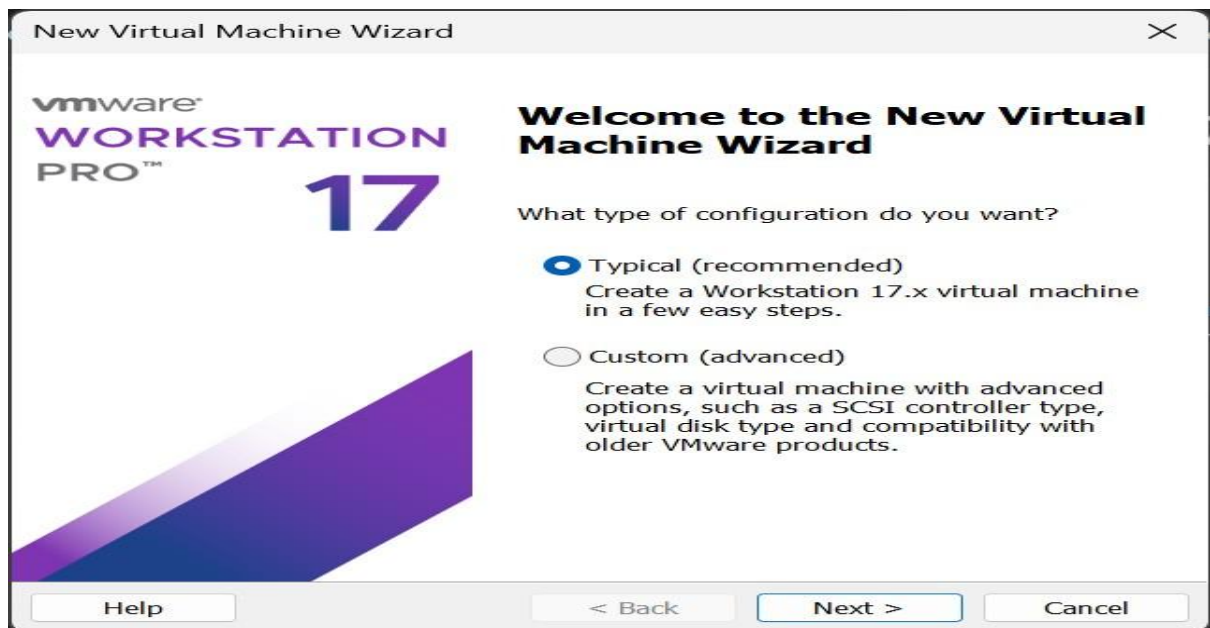 New Virtual Machine Wizard
vmware
WORKSTATION
PRO™
17
Welcome to the New Virtual
Machine Wizard
What type of configuration do you want?
Typical (recommended)
Create a Workstation 17.x virtual machine
in a few easy steps.
Custom (advanced)
Create a virtual machine with advanced
options, such as a SCSI controller type,
virtual disk type and compatibility with
older VMware products.
Help
< Back
Next >
Cancel